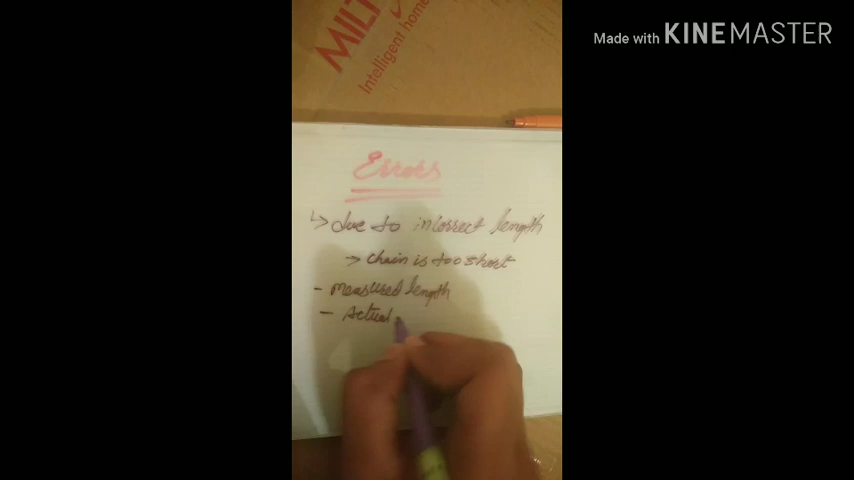 MILT
Intelligent home
Made with KINEMASTER
Errors
↳ due to incorrect length
→ chain is too short
- measured length
- Actual